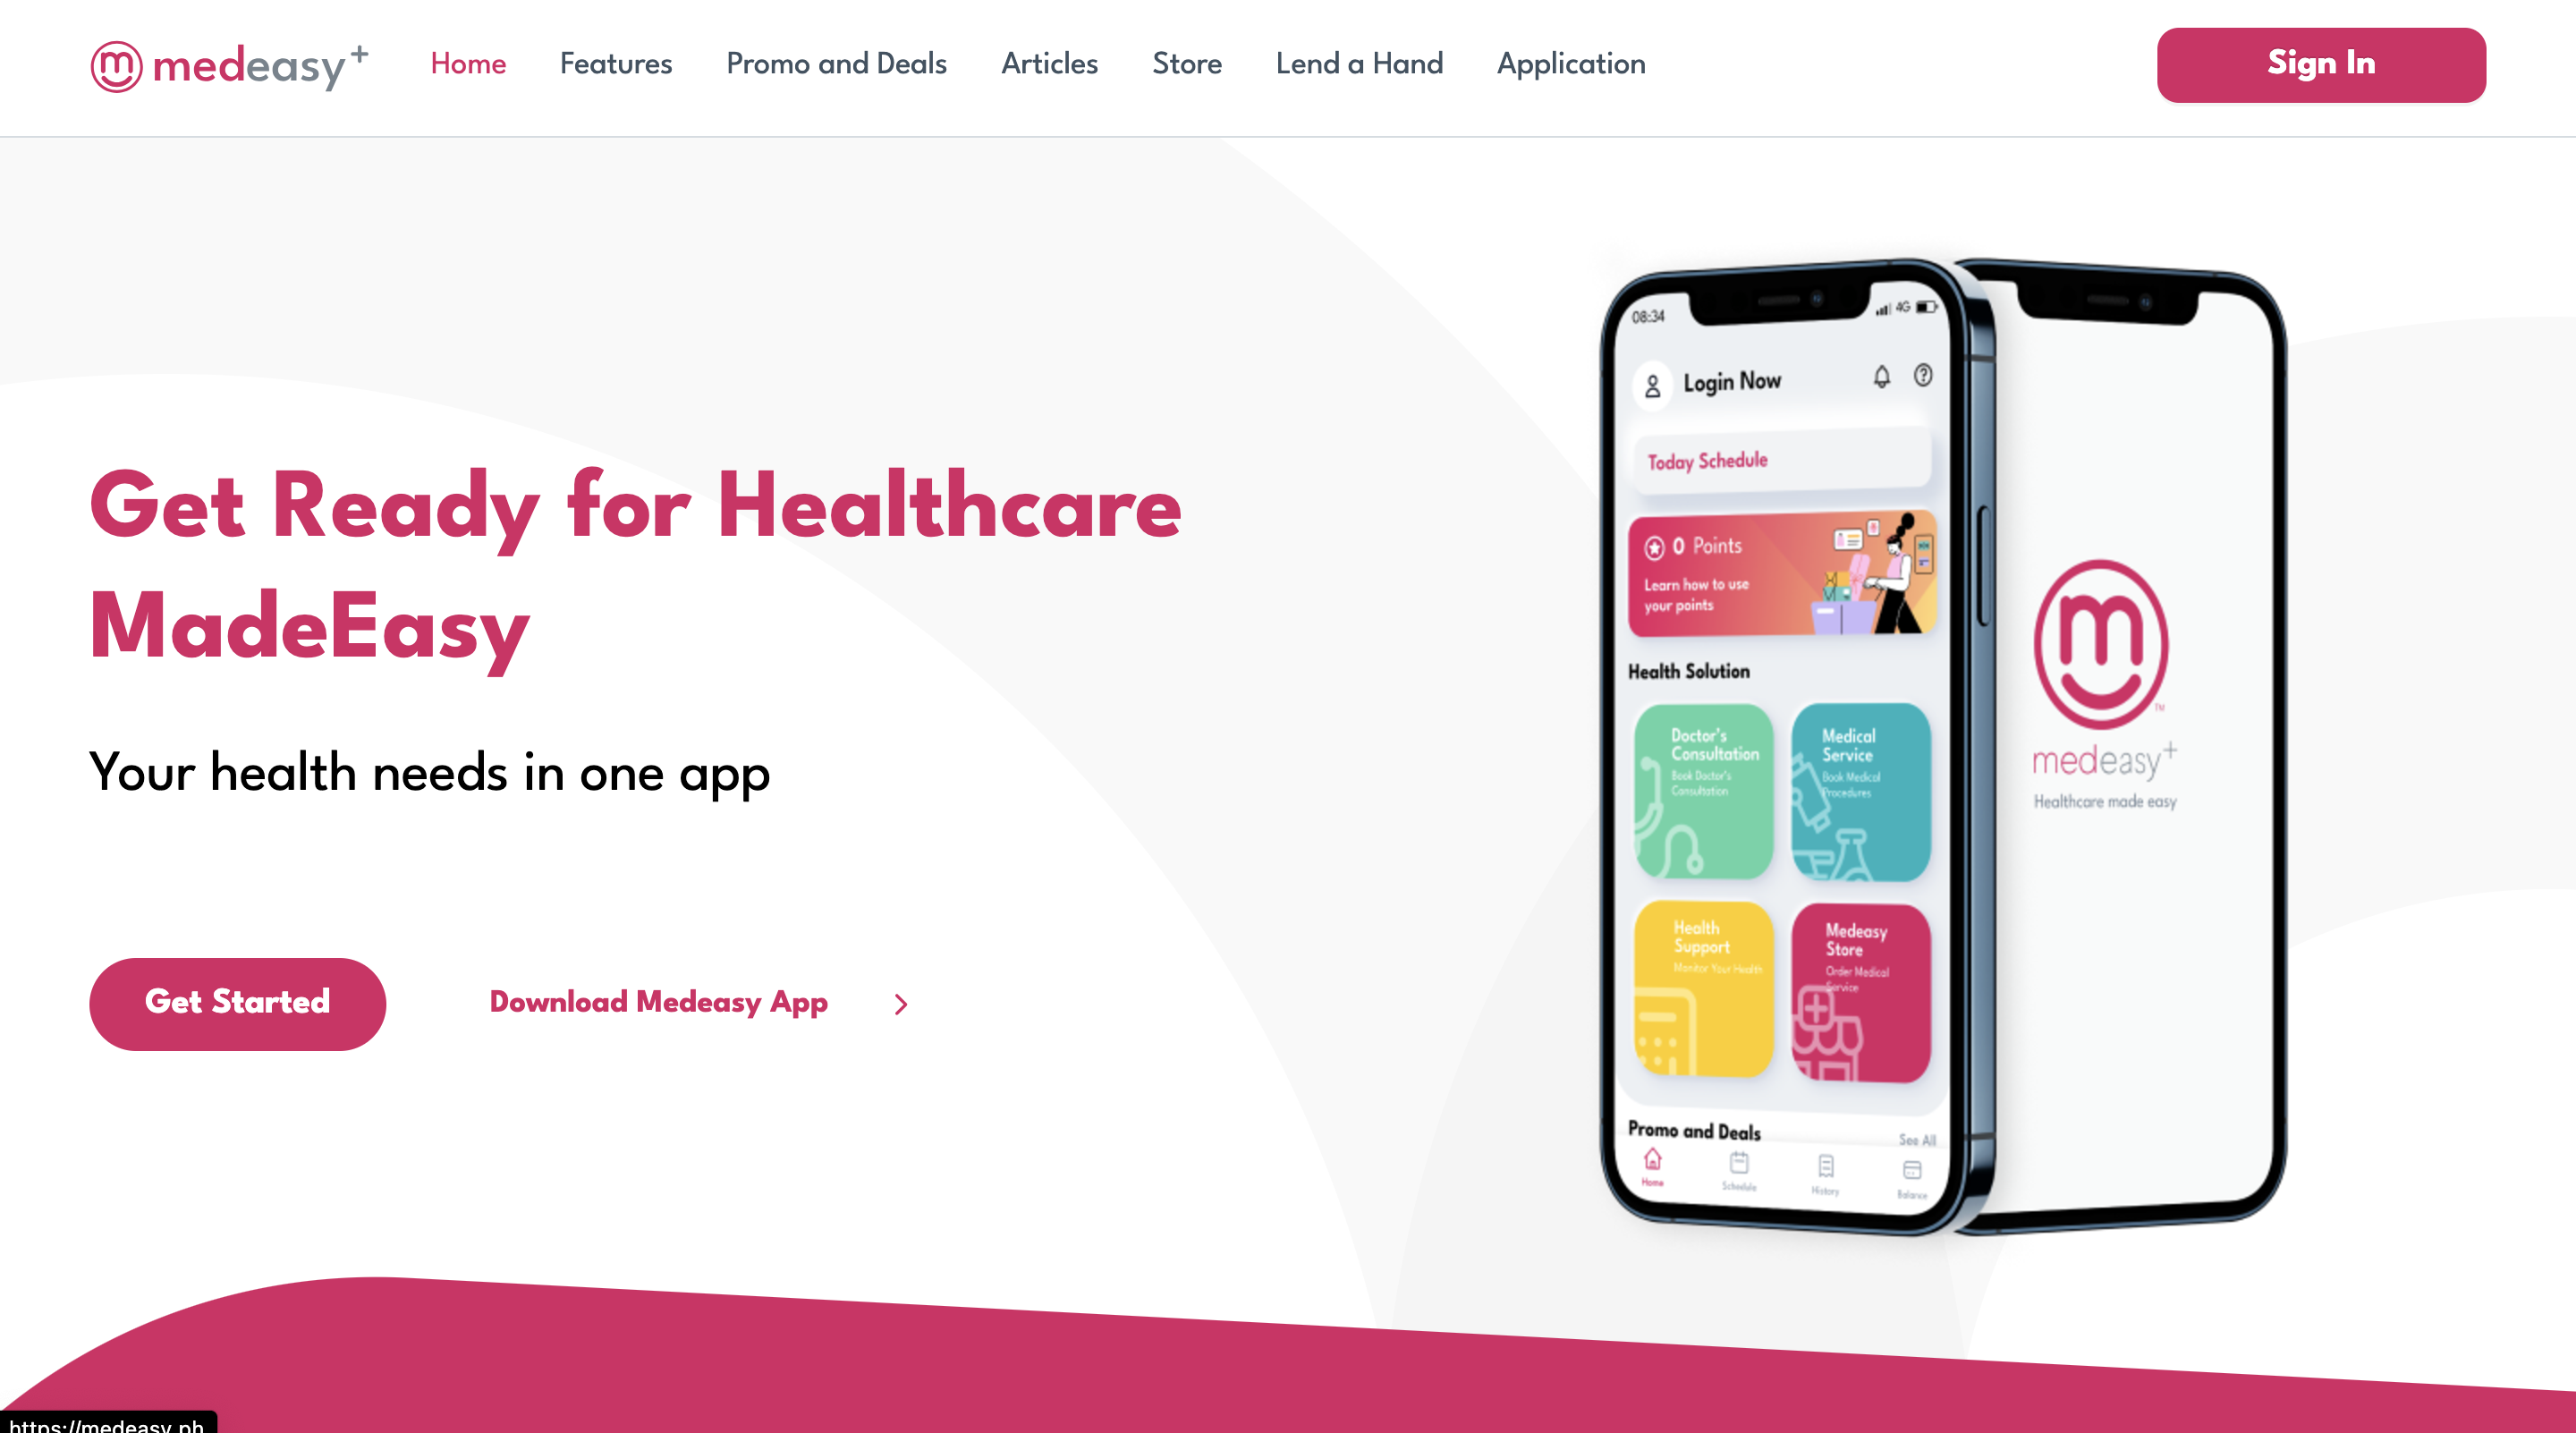 medeasy+
Home
Features
Promo and Deals
Articles
Store
Lend a Hand
Application
Sign In
Get Ready for Healthcare
MadeEasy
Your health needs in one app
Get Started
Download Medeasy App
08:34
4G
Login Now
Today Schedule
0 Points
Learn how to use
your points
Health Solution
Doctor's
Consultation
Book Doctor's
Consultation
Medical
Service
Book Medical
Procedures
Health
Support
Monitor Your Health
Medeasy
Store
Order Medical
Service
Promo and Deals
See All
Home
Schedule
History
Balance
m
TM
medeasy+
Healthcare made easy
https://medeasy.ph